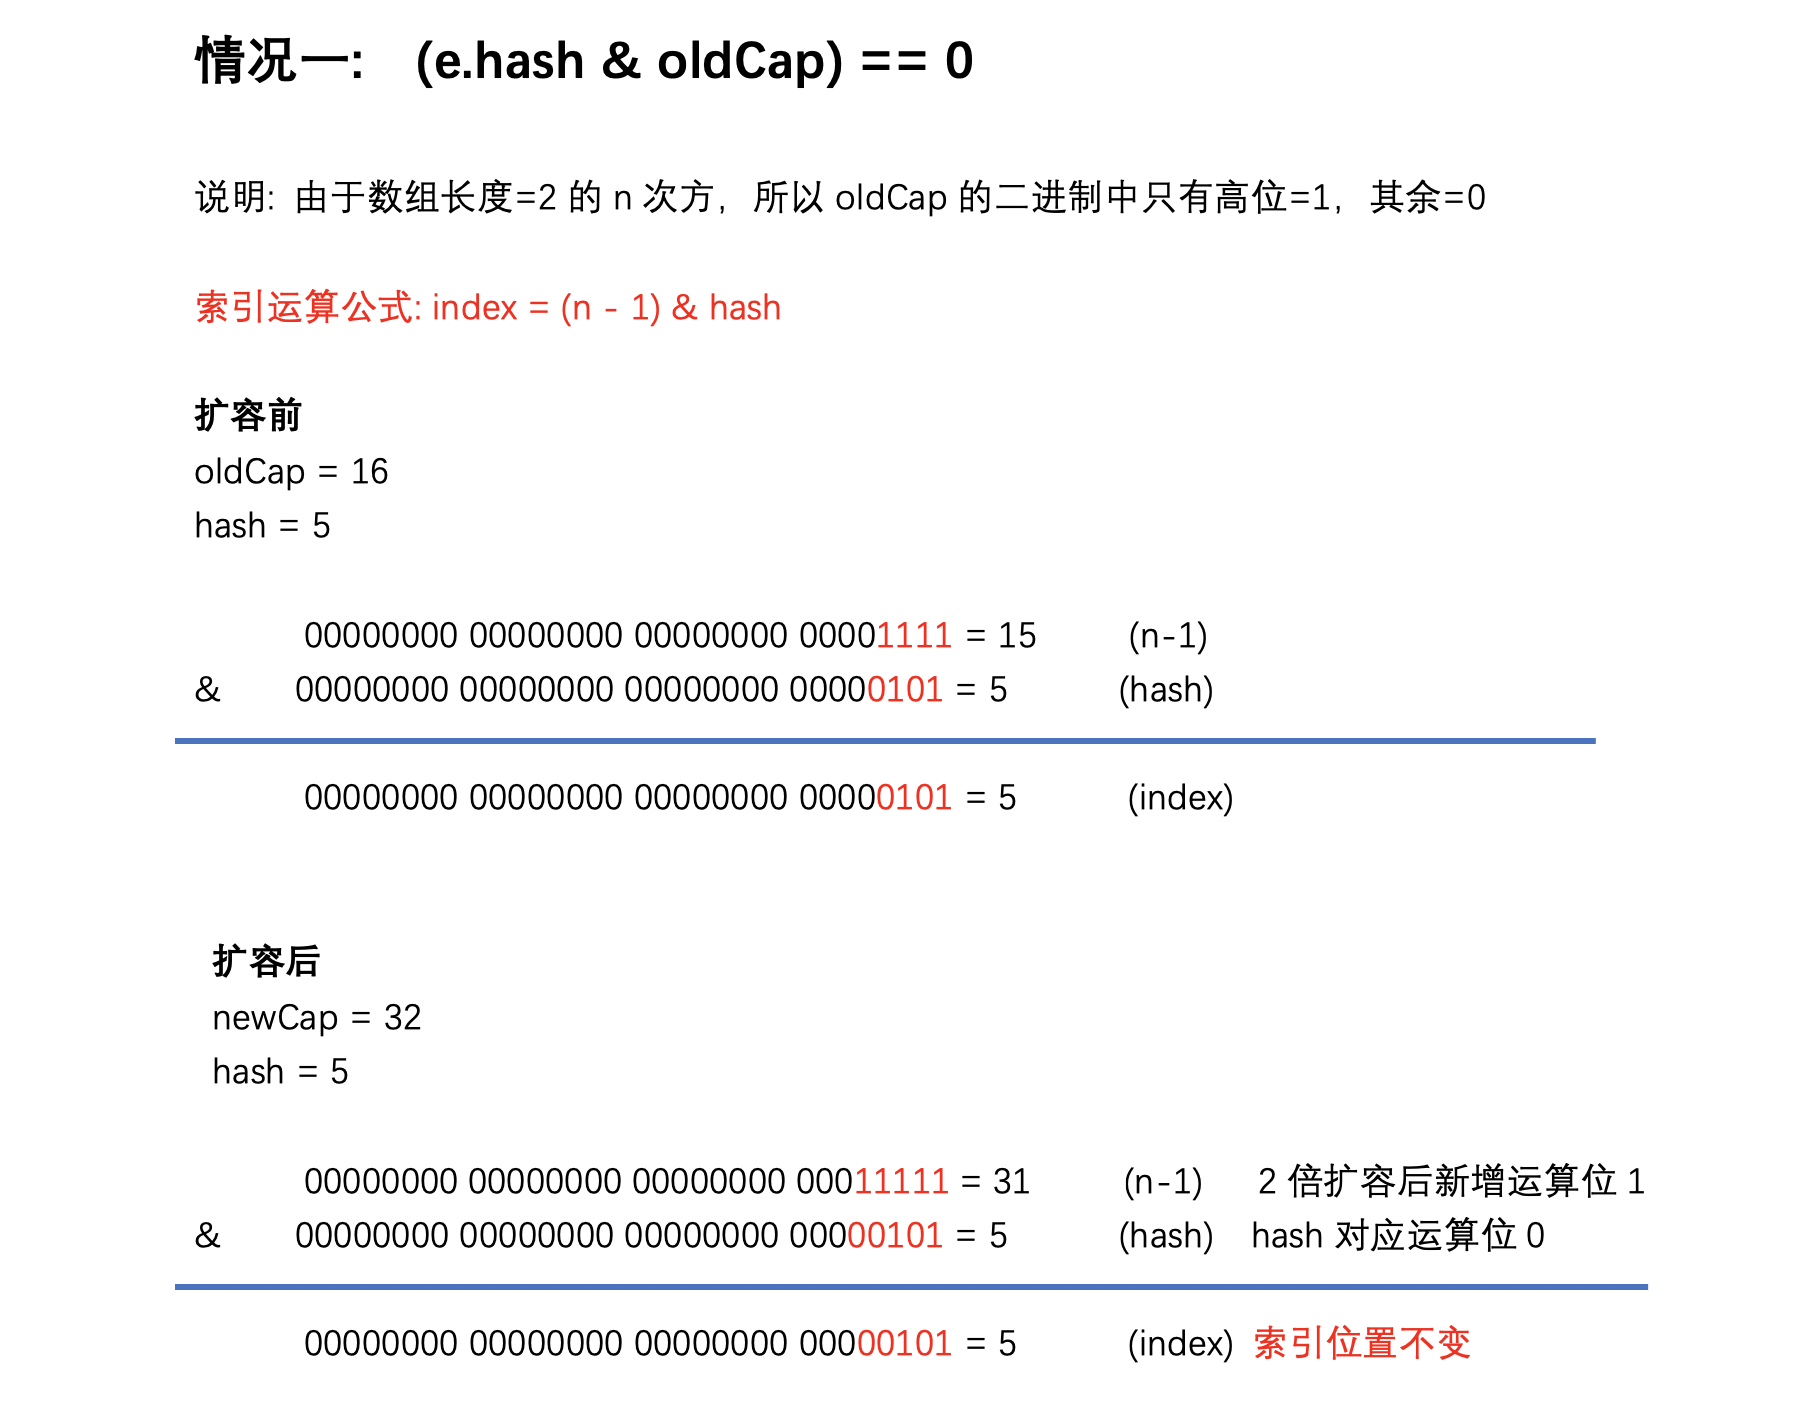 情况一: (e.hash & oldCap) == 0
说明: 由于数组长度=2 的 n 次方, 所以 oldCap 的二进制中只有高位=1, 其余=0
索引运算公式: index = (n - 1) & hash
扩容前
oldCap = 16
hash = 5
00000000 00000000 00000000 00001111 = 15 (n-1)
& 00000000 00000000 00000000 00000101 = 5 (hash)
00000000 00000000 00000000 00000101 = 5 (index)
扩容后
newCap = 32
hash = 5
00000000 00000000 00000000 00011111 = 31 (n-1) 2 倍扩容后新增运算位 1
& 00000000 00000000 00000000 00000101 = 5 (hash) hash 对应运算位 0
00000000 00000000 00000000 00000101 = 5 (index) 索引位置不变